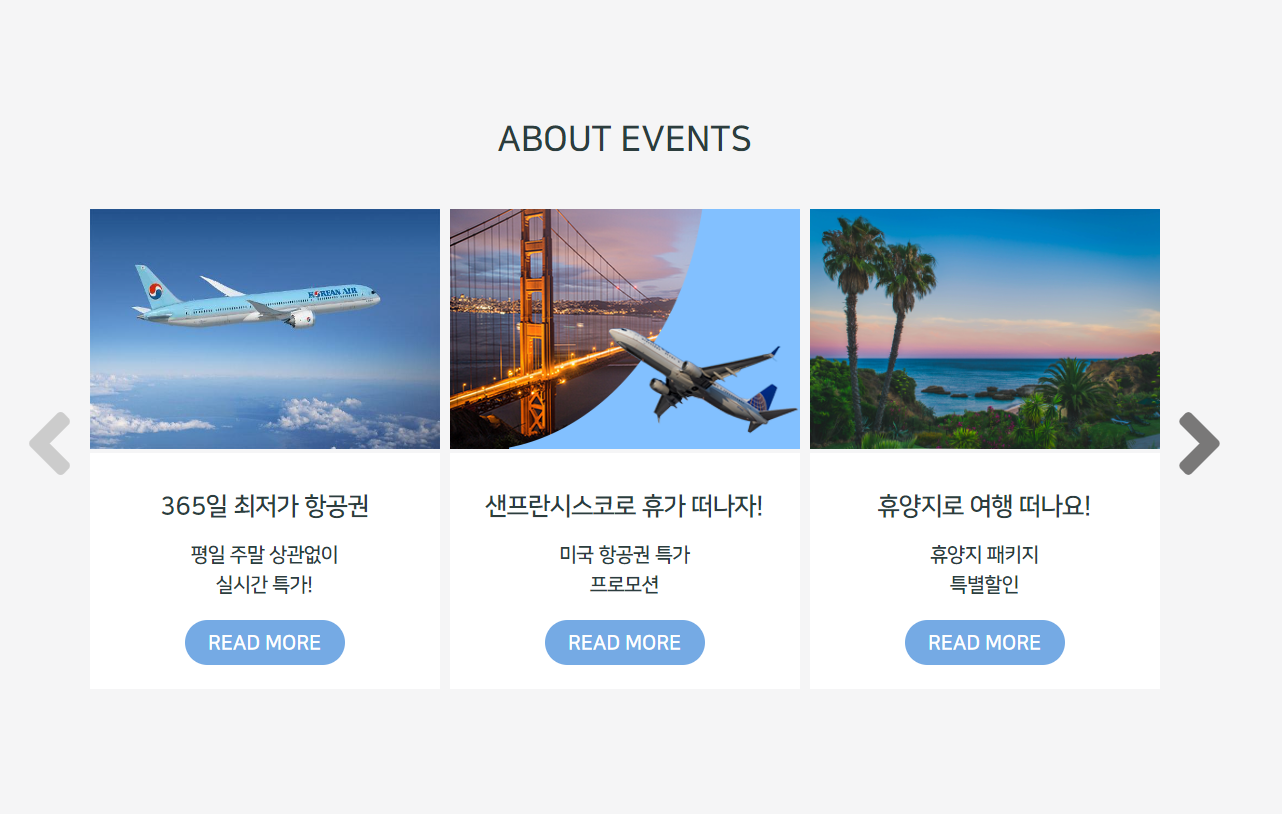 ABOUT EVENTS
KOREAN AIR
365일 최저가 항공권
평일 주말 상관없이
실시간 특가!
READ MORE
샌프란시스코로 휴가 떠나자!
미국 항공권 특가
프로모션
READ MORE
휴양지로 여행 떠나요!
휴양지 패키지
특별할인
READ MORE